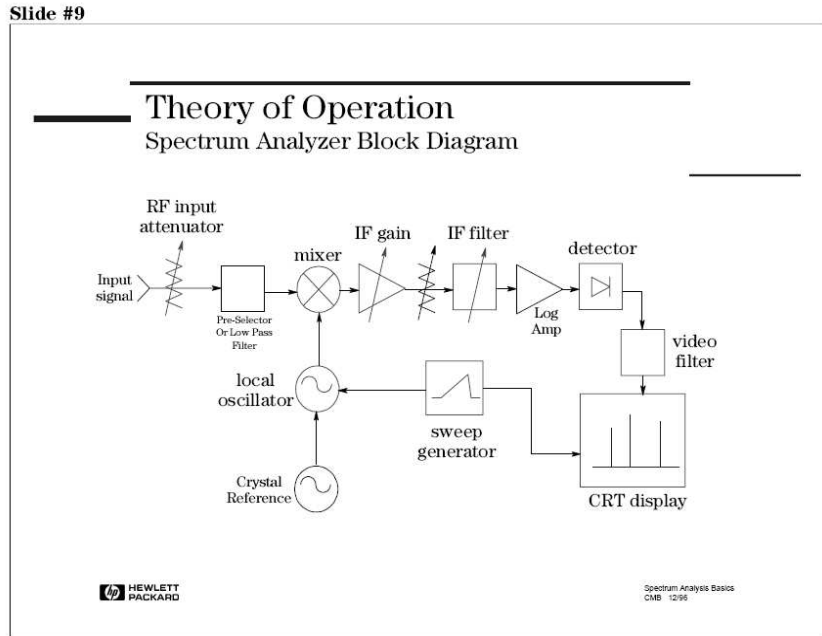 Slide #9
Theory of Operation
Spectrum Analyzer Block Diagram
RF input
attenuator
IF gain
IF filter
detector
mixer
Input
signal
Pre-Selector
Or Low Pass
Filter
Log
Amp
video
filter
local
oscillator
sweep
generator
Crystal
Reference
CRT display
hp
HEWLETT
PACKARD
Spectrum Analysis Basics
CMB 12/96